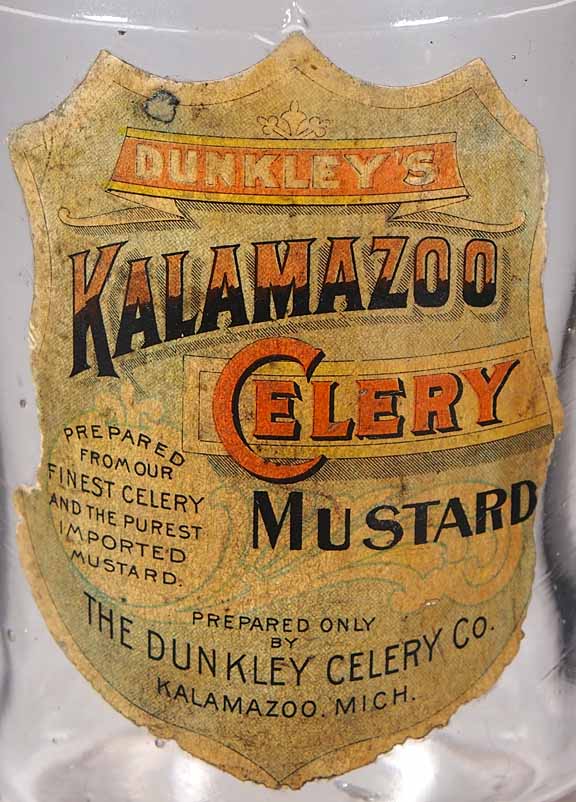 DUNKLEY'S
KALAMAZOO
CELERY
MUSTARD
PREPARED
FROM OUR
FINEST CELERY
AND THE PUREST
IMPORTED
MUSTARD.
PREPARED ONLY
BY
THE DUNKLEY CELERY CO.
KALAMAZOO, MICH.